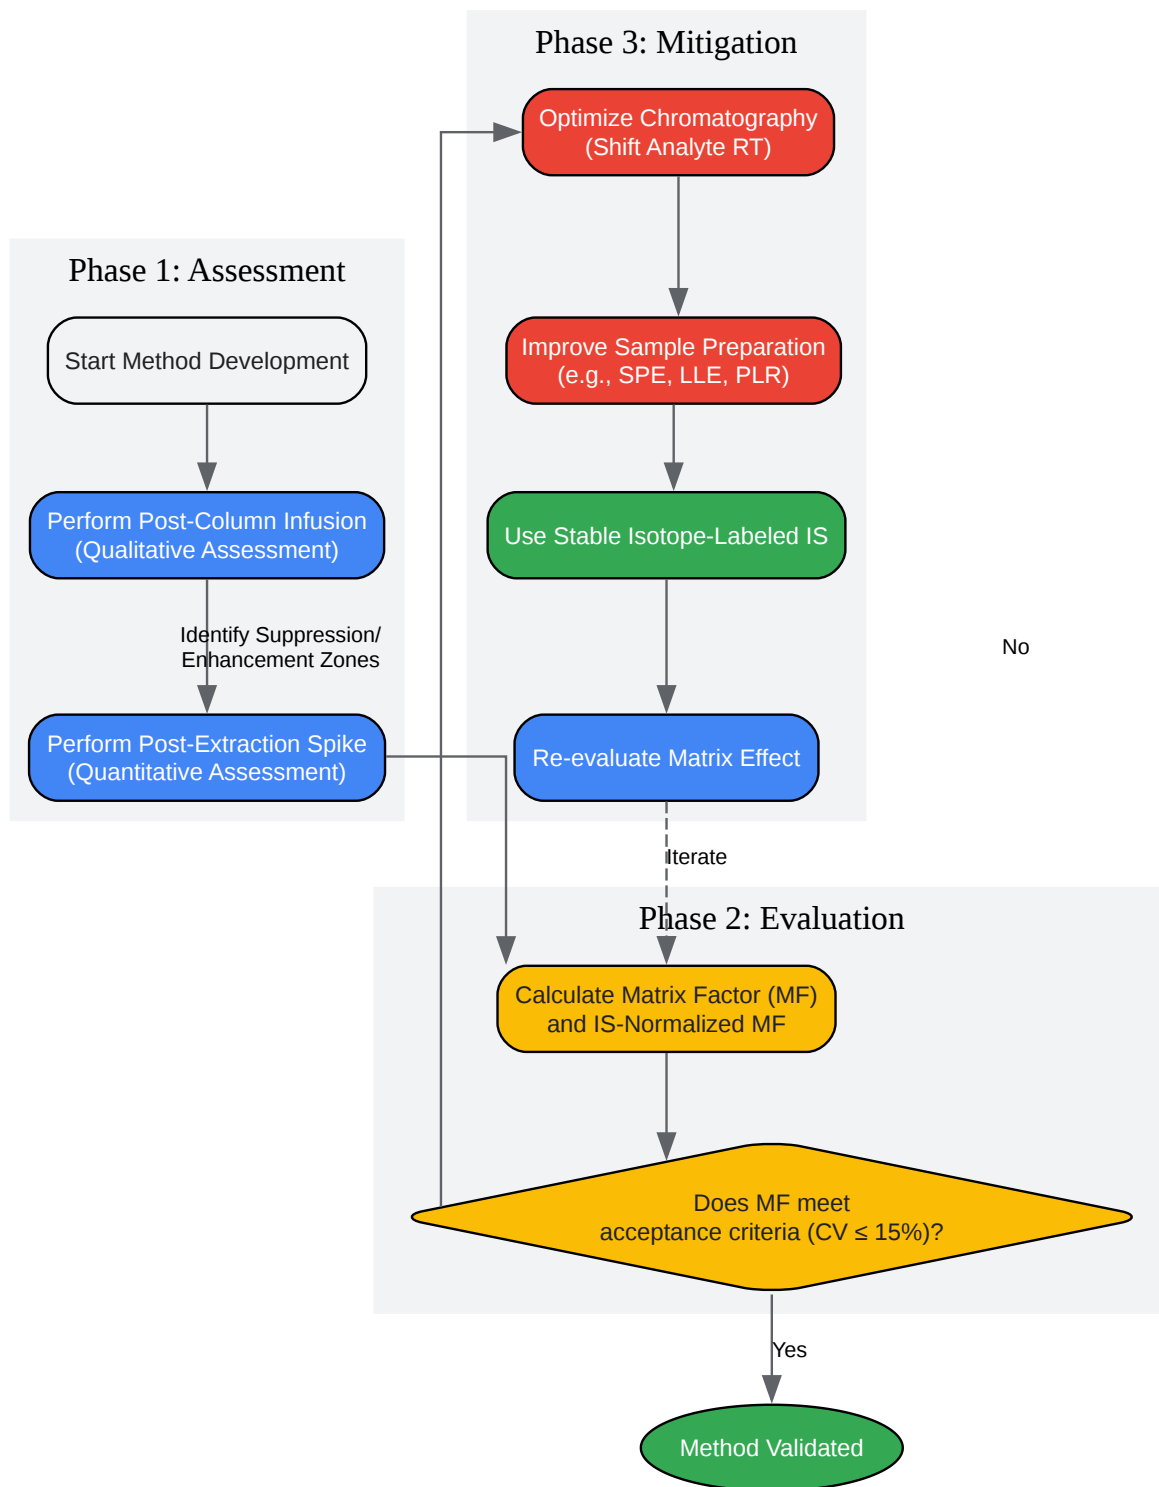 Phase 1: Assessment
Start Method Development
Perform Post-Column Infusion
(Qualitative Assessment)
Identify Suppression/
Enhancement Zones
Perform Post-Extraction Spike
(Quantitative Assessment)
Phase 3: Mitigation
Optimize Chromatography
(Shift Analyte RT)
Improve Sample Preparation
(e.g., SPE, LLE, PLR)
Use Stable Isotope-Labeled IS
Re-evaluate Matrix Effect
Iterate
No
Phase 2: Evaluation
Calculate Matrix Factor (MF)
and IS-Normalized MF
Does MF meet
acceptance criteria (CV ≤ 15%)?
Yes
Method Validated